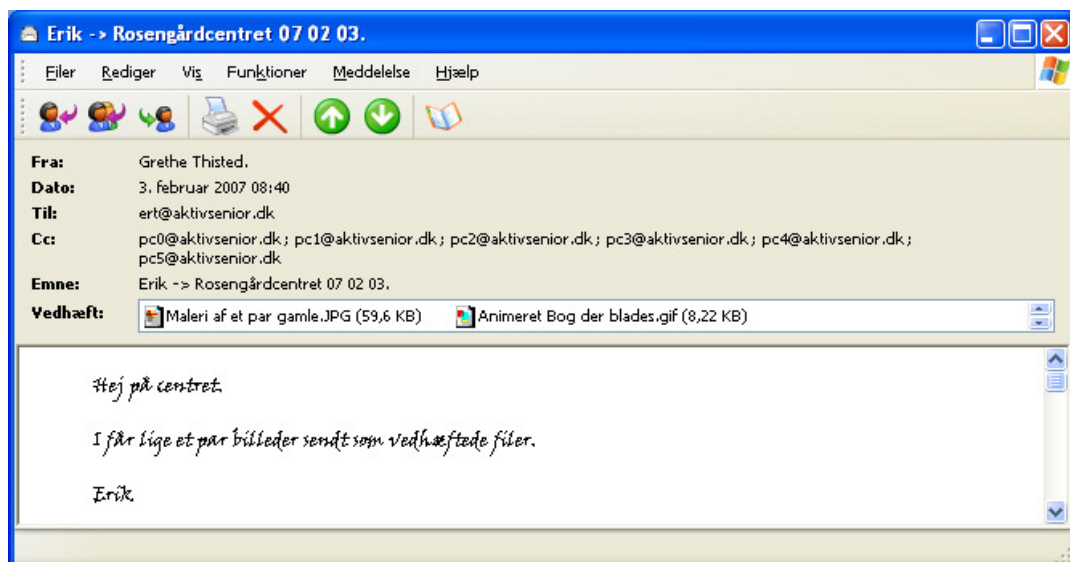 Erik -> Rosengårdcentret 07 02 03.
Filer Rediger Vis Funktioner Meddelelse Hjælp
Fra: Grethe Thisted.
Dato: 3. februar 2007 08:40
Til: ert@aktivsenior.dk
Cc: pc0@aktivsenior.dk; pc1@aktivsenior.dk; pc2@aktivsenior.dk; pc3@aktivsenior.dk; pc4@aktivsenior.dk;
pc5@aktivsenior.dk
Emne: Erik -> Rosengårdcentret 07 02 03.
Vedhæft: Maleri af et par gamle.JPG (59,6 KB) Animeret Bog der blades.gif (8,22 KB)
Hej på centret.
I får lige et par billeder sendt som vedhæftede filer.
Erik